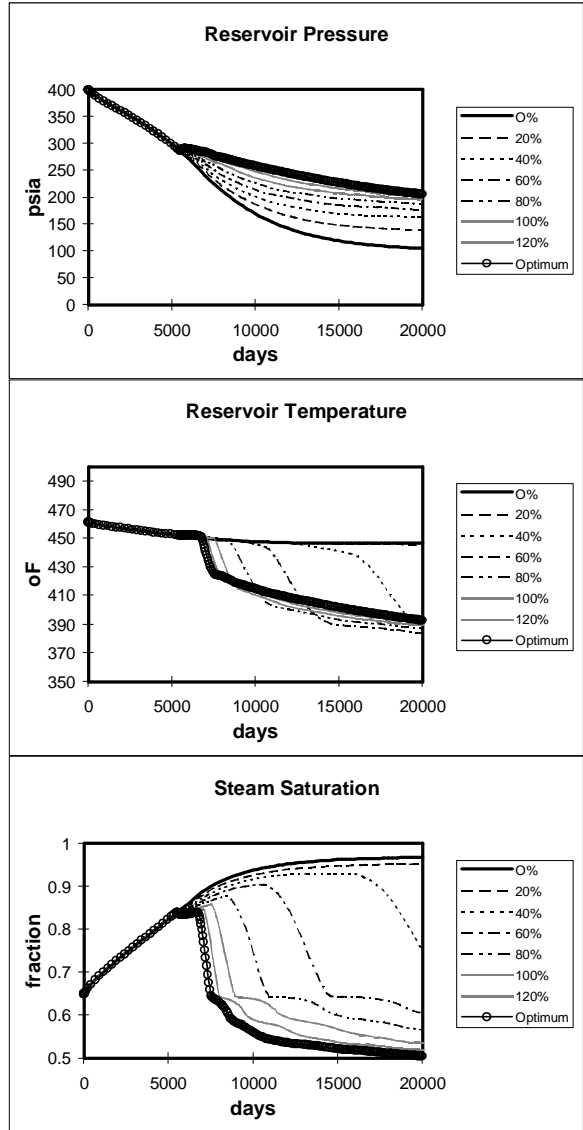 Reservoir Pressure
400
350
300
250
200
150
100
50
0
psia
0 5000 10000 15000 20000
days
O%
20%
40%
60%
80%
100%
120%
Optimum
Reservoir Temperature
490
470
450
430
410
390
370
350
oF
0 5000 10000 15000 20000
days
O%
20%
40%
60%
80%
100%
120%
Optimum
Steam Saturation
1
0.9
0.8
0.7
0.6
0.5
fraction
0 5000 10000 15000 20000
days
O%
20%
40%
60%
80%
100%
120%
Optimum